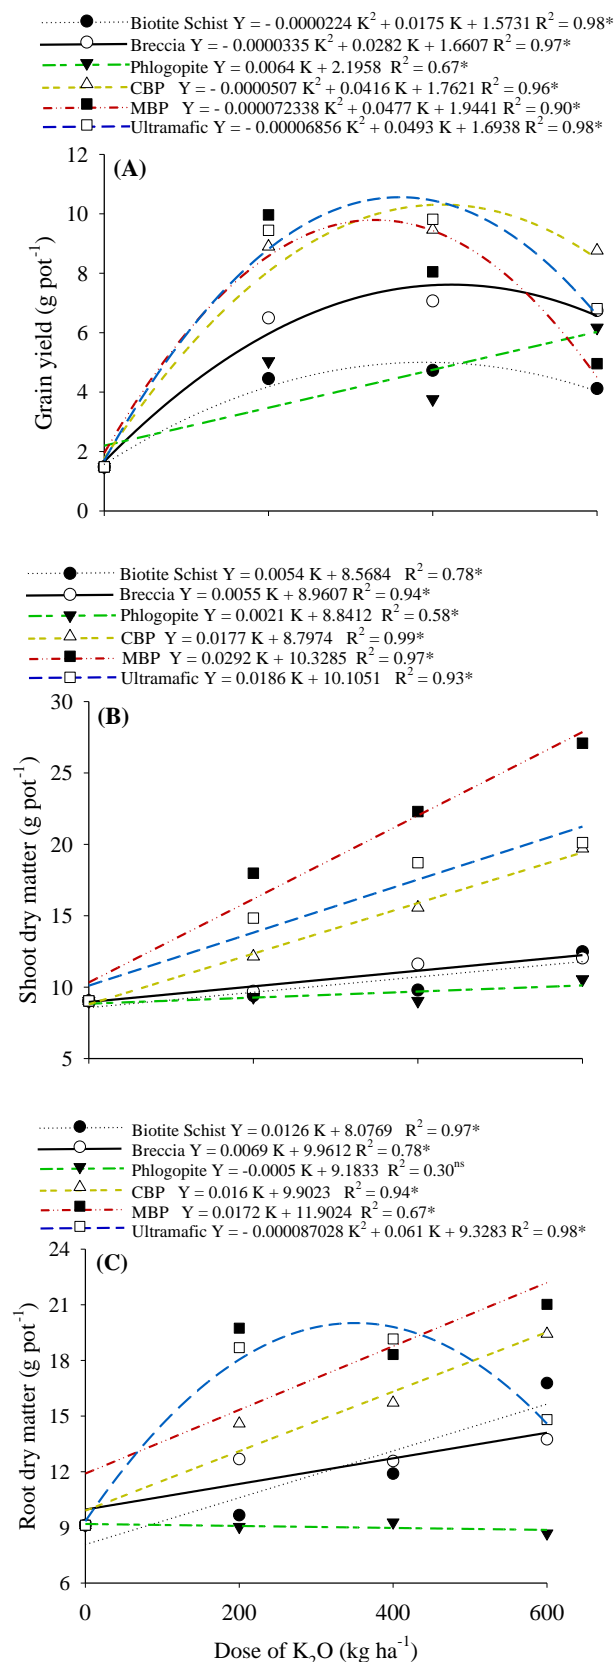 Biotite Schist Y = - 0.0000224 K² + 0.0175 K + 1.5731 R² = 0.98*
Breccia Y = - 0.0000335 K² + 0.0282 K + 1.6607 R² = 0.97*
Phlogopite Y = 0.0064 K + 2.1958 R² = 0.67*
CBP Y = - 0.0000507 K² + 0.0416 K + 1.7621 R² = 0.96*
MBP Y = - 0.000072338 K² + 0.0477 K + 1.9441 R² = 0.90*
Ultramafic Y = - 0.00006856 K² + 0.0493 K + 1.6938 R² = 0.98*
(A)
Grain yield (g pot⁻¹)
12
10
8
6
4
2
0
Biotite Schist Y = 0.0054 K + 8.5684 R² = 0.78*
Breccia Y = 0.0055 K + 8.9607 R² = 0.94*
Phlogopite Y = 0.0021 K + 8.8412 R² = 0.58*
CBP Y = 0.0177 K + 8.7974 R² = 0.99*
MBP Y = 0.0292 K + 10.3285 R² = 0.97*
Ultramafic Y = 0.0186 K + 10.1051 R² = 0.93*
(B)
Shoot dry matter (g pot⁻¹)
30
25
20
15
10
5
Biotite Schist Y = 0.0126 K + 8.0769 R² = 0.97*
Breccia Y = 0.0069 K + 9.9612 R² = 0.78*
Phlogopite Y = -0.0005 K + 9.1833 R² = 0.30ⁿˢ
CBP Y = 0.016 K + 9.9023 R² = 0.94*
MBP Y = 0.0172 K + 11.9024 R² = 0.67*
Ultramafic Y = - 0.000087028 K² + 0.061 K + 9.3283 R² = 0.98*
(C)
Root dry matter (g pot⁻¹)
24
21
18
15
12
9
6
0 200 400 600
Dose of K₂O (kg ha⁻¹)